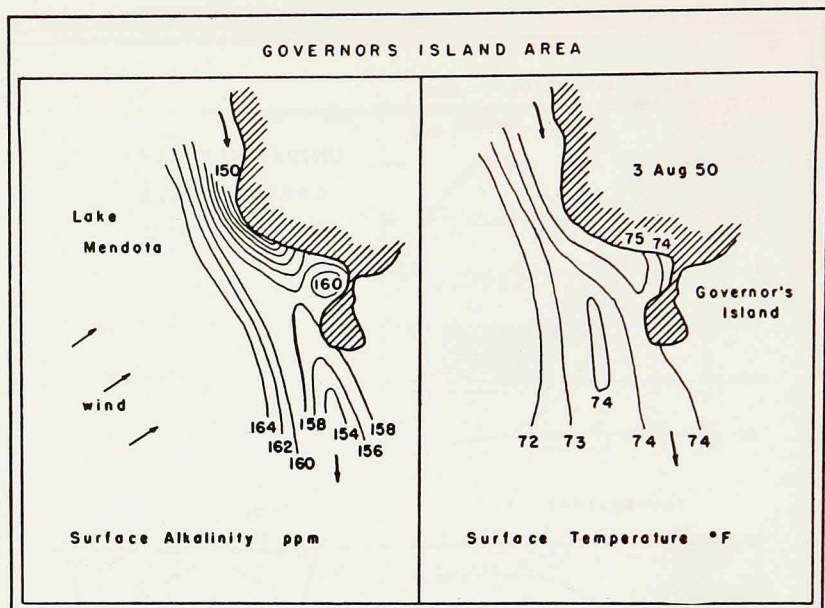 GOVERNORS ISLAND AREA
150
Lake
Mendota
160
wind
164
162
160
158
154
156
158
Surface Alkalinity ppm
3 Aug 50
75 74
Governor's
Island
74
72 73 74 74
Surface Temperature °F